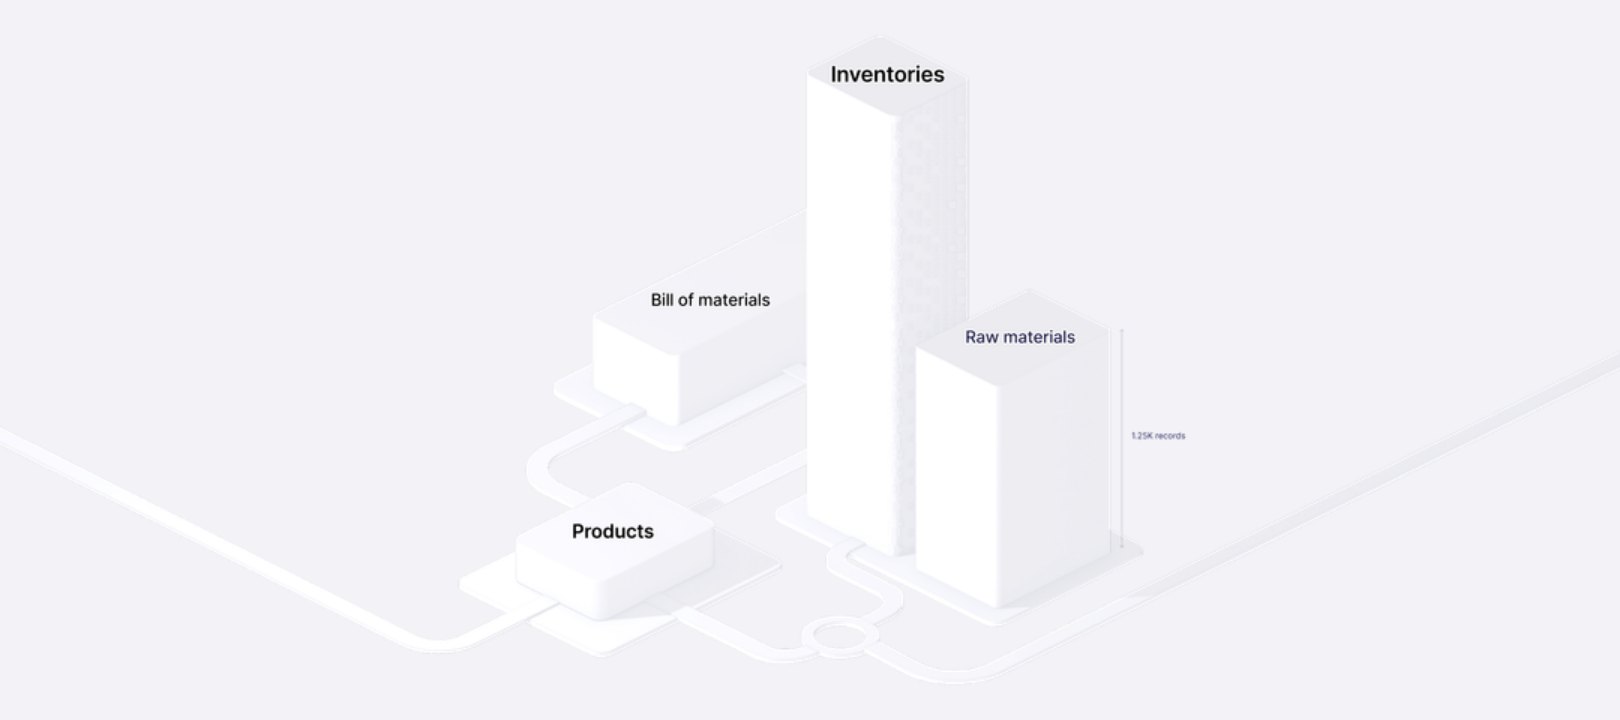 Inventories
Bill of materials
Raw materials
1.25K records
Products